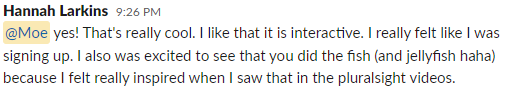 Hannah Larkins 9:26 PM
@Moe yes! That's really cool. I like that it is interactive. I really felt like I was
signing up. I also was excited to see that you did the fish (and jellyfish haha)
because I felt really inspired when I saw that in the pluralsight videos.